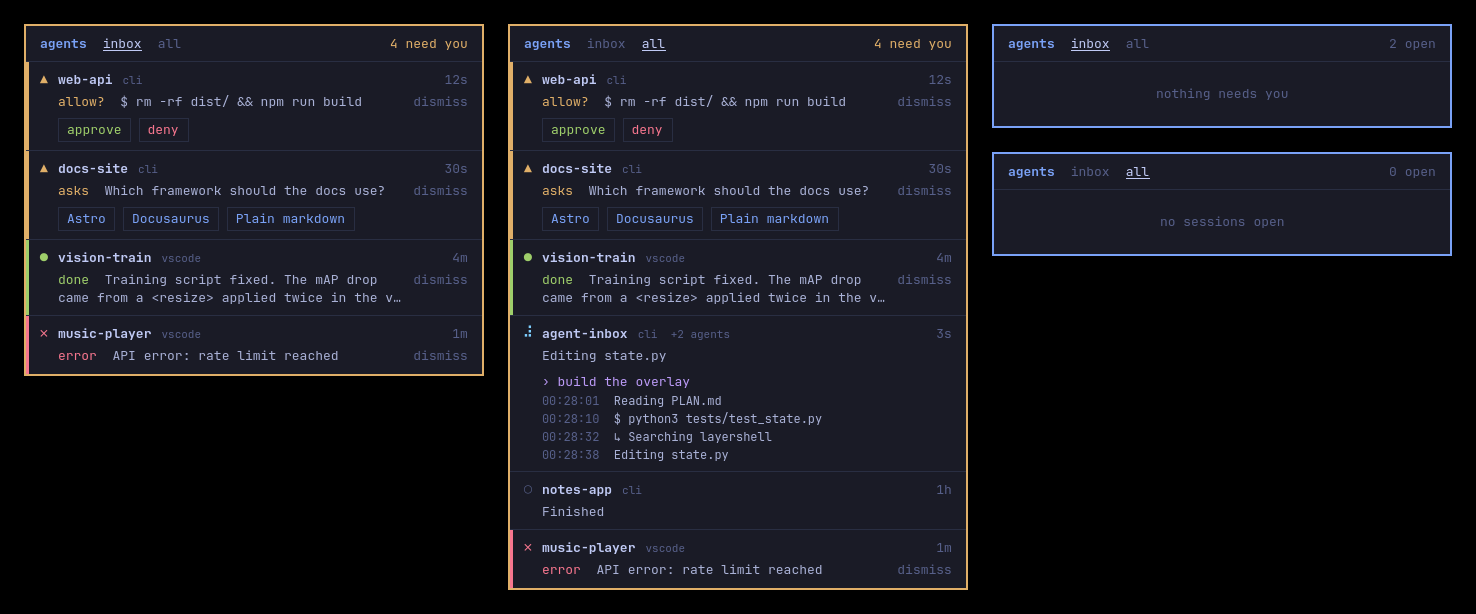 agents inbox all 4 need you
▲ web-api cli 12s
allow? $ rm -rf dist/ && npm run build dismiss
approve deny
▲ docs-site cli 30s
asks Which framework should the docs use? dismiss
Astro Docusaurus Plain markdown
● vision-train vscode 4m
done Training script fixed. The mAP drop dismiss
came from a <resize> applied twice in the v…
× music-player vscode 1m
error API error: rate limit reached dismiss
agents inbox all 4 need you
▲ web-api cli 12s
allow? $ rm -rf dist/ && npm run build dismiss
approve deny
▲ docs-site cli 30s
asks Which framework should the docs use? dismiss
Astro Docusaurus Plain markdown
● vision-train vscode 4m
done Training script fixed. The mAP drop dismiss
came from a <resize> applied twice in the v…
agent-inbox cli +2 agents 3s
Editing state.py
› build the overlay
00:28:01 Reading PLAN.md
00:28:10 $ python3 tests/test_state.py
00:28:32 ↳ Searching layershell
00:28:38 Editing state.py
○ notes-app cli 1h
Finished
× music-player vscode 1m
error API error: rate limit reached dismiss
agents inbox all 2 open
nothing needs you
agents inbox all 0 open
no sessions open